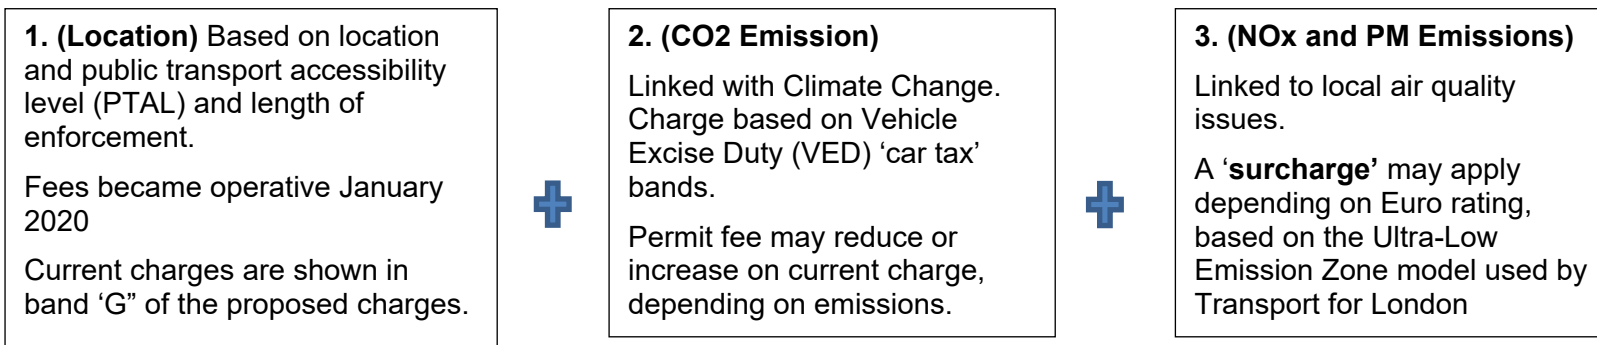 1. (Location) Based on location
and public transport accessibility
level (PTAL) and length of
enforcement.
Fees became operative January
2020
Current charges are shown in
band ‘G” of the proposed charges.
2. (CO2 Emission)
Linked with Climate Change.
Charge based on Vehicle
Excise Duty (VED) ‘car tax’
bands.
Permit fee may reduce or
increase on current charge,
depending on emissions.
3. (NOx and PM Emissions)
Linked to local air quality
issues.
A ‘surcharge’ may apply
depending on Euro rating,
based on the Ultra-Low
Emission Zone model used by
Transport for London